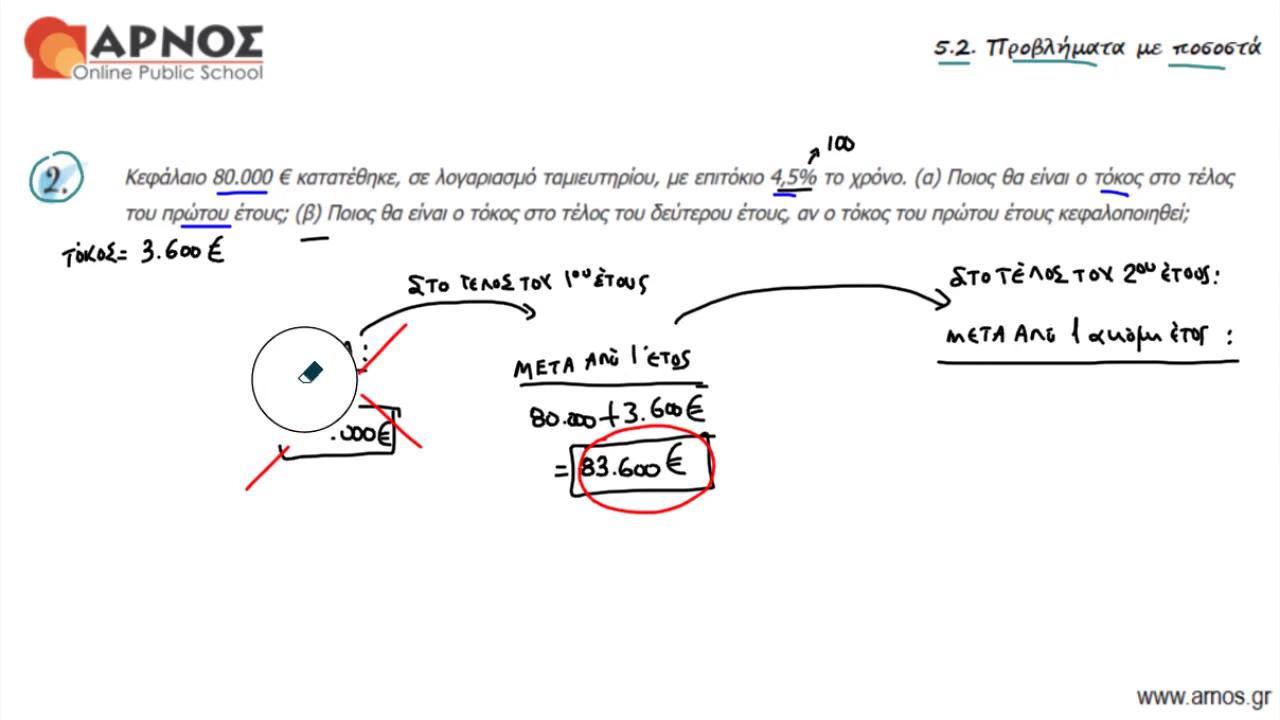 ΑΡΝΟΣ
Online Public School
5.2. Προβλήματα με ποσοστά
100
2. Κεφάλαιο 80.000 € κατατέθηκε, σε λογαριασμό ταμιευτηρίου, με επιτόκιο 4,5% το χρόνο. (α) Ποιος θα είναι ο τόκος στο τέλος
του πρώτου έτους; (β) Ποιος θα είναι ο τόκος στο τέλος του δεύτερου έτους, αν ο τόκος του πρώτου έτους κεφαλοποιηθεί;
τόκος= 3.600 €
Στο τέλος του 1ου έτους
Στο τέλος του 2ου έτους:
ΜΕΤΑ Από 1 έτος
ΜΕΤΑ Από 1 ακόμη έτος :
80.000+3.600€
.000€
= 83.600 €
www.arnos.gr